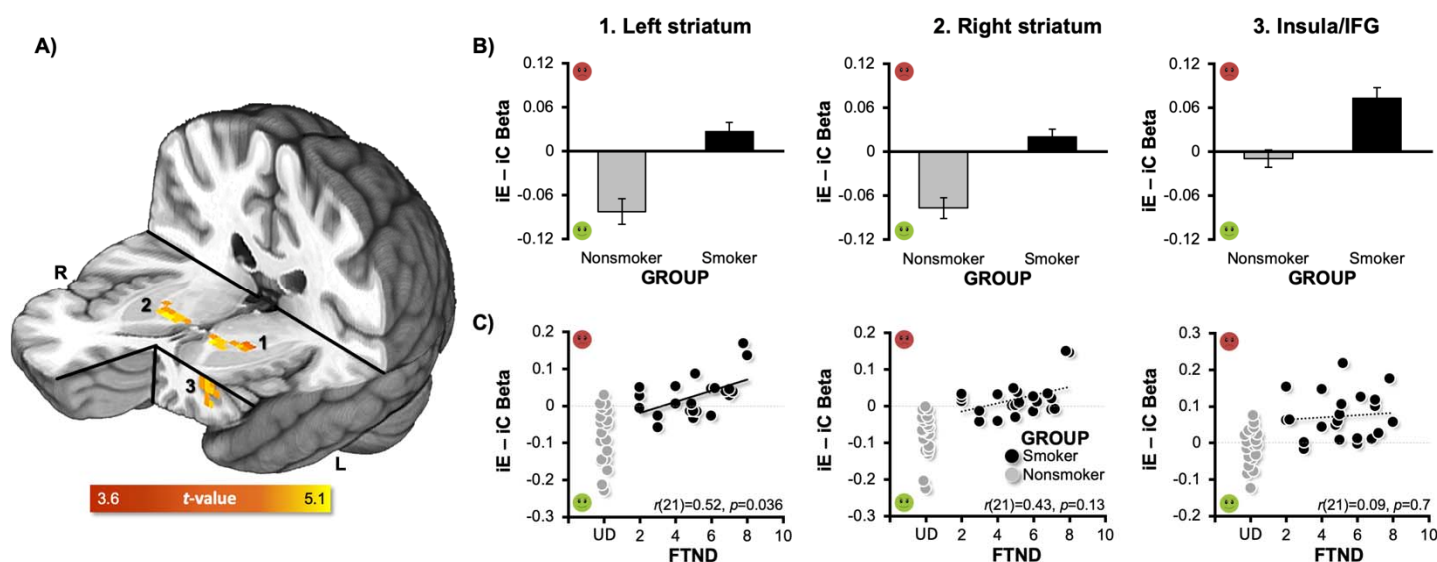 A)
R
2
1
3
L
3.6 t-value 5.1
B)
1. Left striatum
iE – iC Beta
0.12
0.06
0
-0.06
-0.12
Nonsmoker Smoker
GROUP
2. Right striatum
iE – iC Beta
0.12
0.06
0
-0.06
-0.12
Nonsmoker Smoker
GROUP
3. Insula/IFG
iE – iC Beta
0.12
0.06
0
-0.06
-0.12
Nonsmoker Smoker
GROUP
C)
iE – iC Beta
0.2
0.1
0
-0.1
-0.2
-0.3
r(21)=0.52, p=0.036
UD 2 4 6 8 10
FTND
iE – iC Beta
0.2
0.1
0
-0.1
-0.2
-0.3
GROUP
Smoker
Nonsmoker
r(21)=0.43, p=0.13
UD 2 4 6 8 10
FTND
iE – iC Beta
0.3
0.2
0.1
0
-0.1
0.2
r(21)=0.09, p=0.7
UD 2 4 6 8 10
FTND